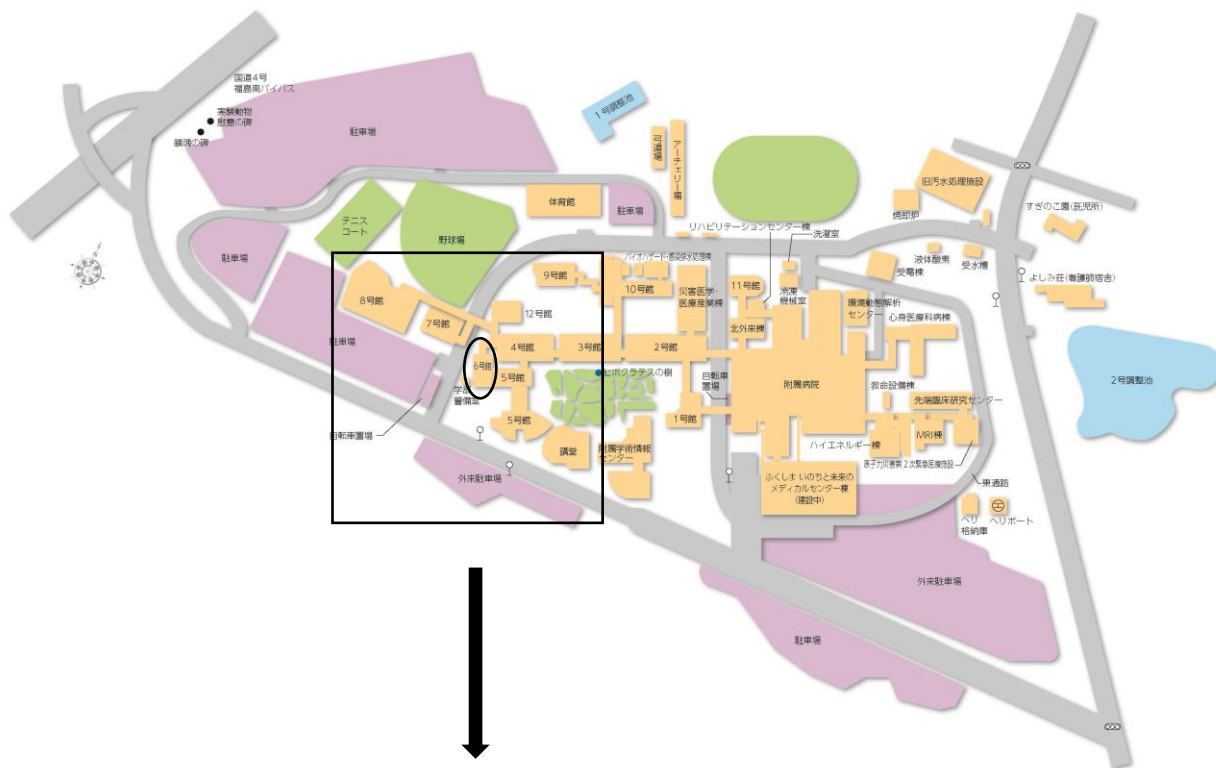 国道4号
福島南バイパス
実験動物
慰霊の碑
鎮魂の碑
駐車場
1号調整池
弓道場
アーチェリー場
体育館
駐車場
テニス
コート
野球場
駐車場
駐車場
リハビリテーションセンター棟
洗濯室
旧汚水処理施設
焼却炉
すぎのこ園(託児所)
液体酸素
受水槽
受電棟
よしみ荘(看護師宿舎)
2号調整池
8号館
7号館
9号館
バイオハザード・感染排水処理棟
10号館
災害医学・
医療産業棟
11号館
冷凍
機械室
環境動態解析
センター
心身医療科病棟
12号館
4号館
3号館
2号館
北外来棟
6号館
5号館
ヒポクラテスの樹
自転車
置場
附属病院
救命設備棟
先端臨床研究センター
警備室
自転車置場
5号館
講堂
附属学術情報
センター
1号館
ハイエネルギー棟
MRI棟
原子力災害第2次緊急医療施設
ふくしま いのちと未来の
メディカルセンター棟
(建設中)
東通路
外来駐車場
ヘリ
格納庫
ヘリポート
外来駐車場
駐車場